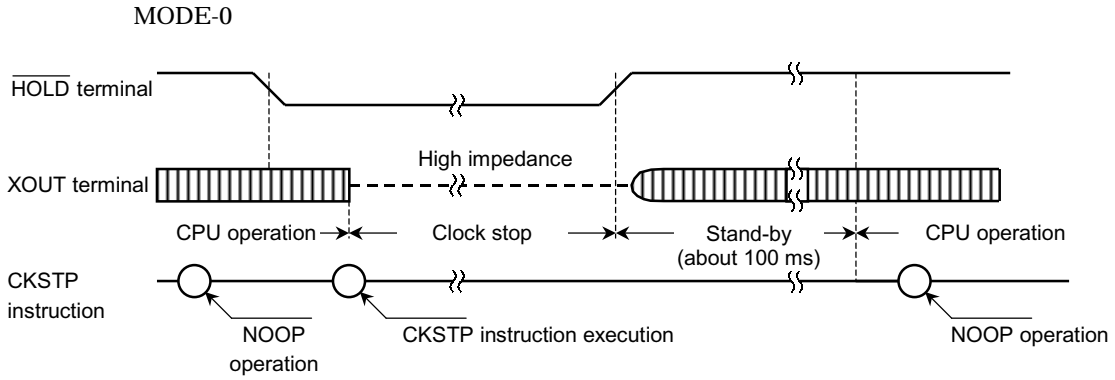 MODE-0
HOLD terminal
High impedance
XOUT terminal
CPU operation
Clock stop
Stand-by
(about 100 ms)
CPU operation
CKSTP
instruction
NOOP
operation
CKSTP instruction execution
NOOP operation